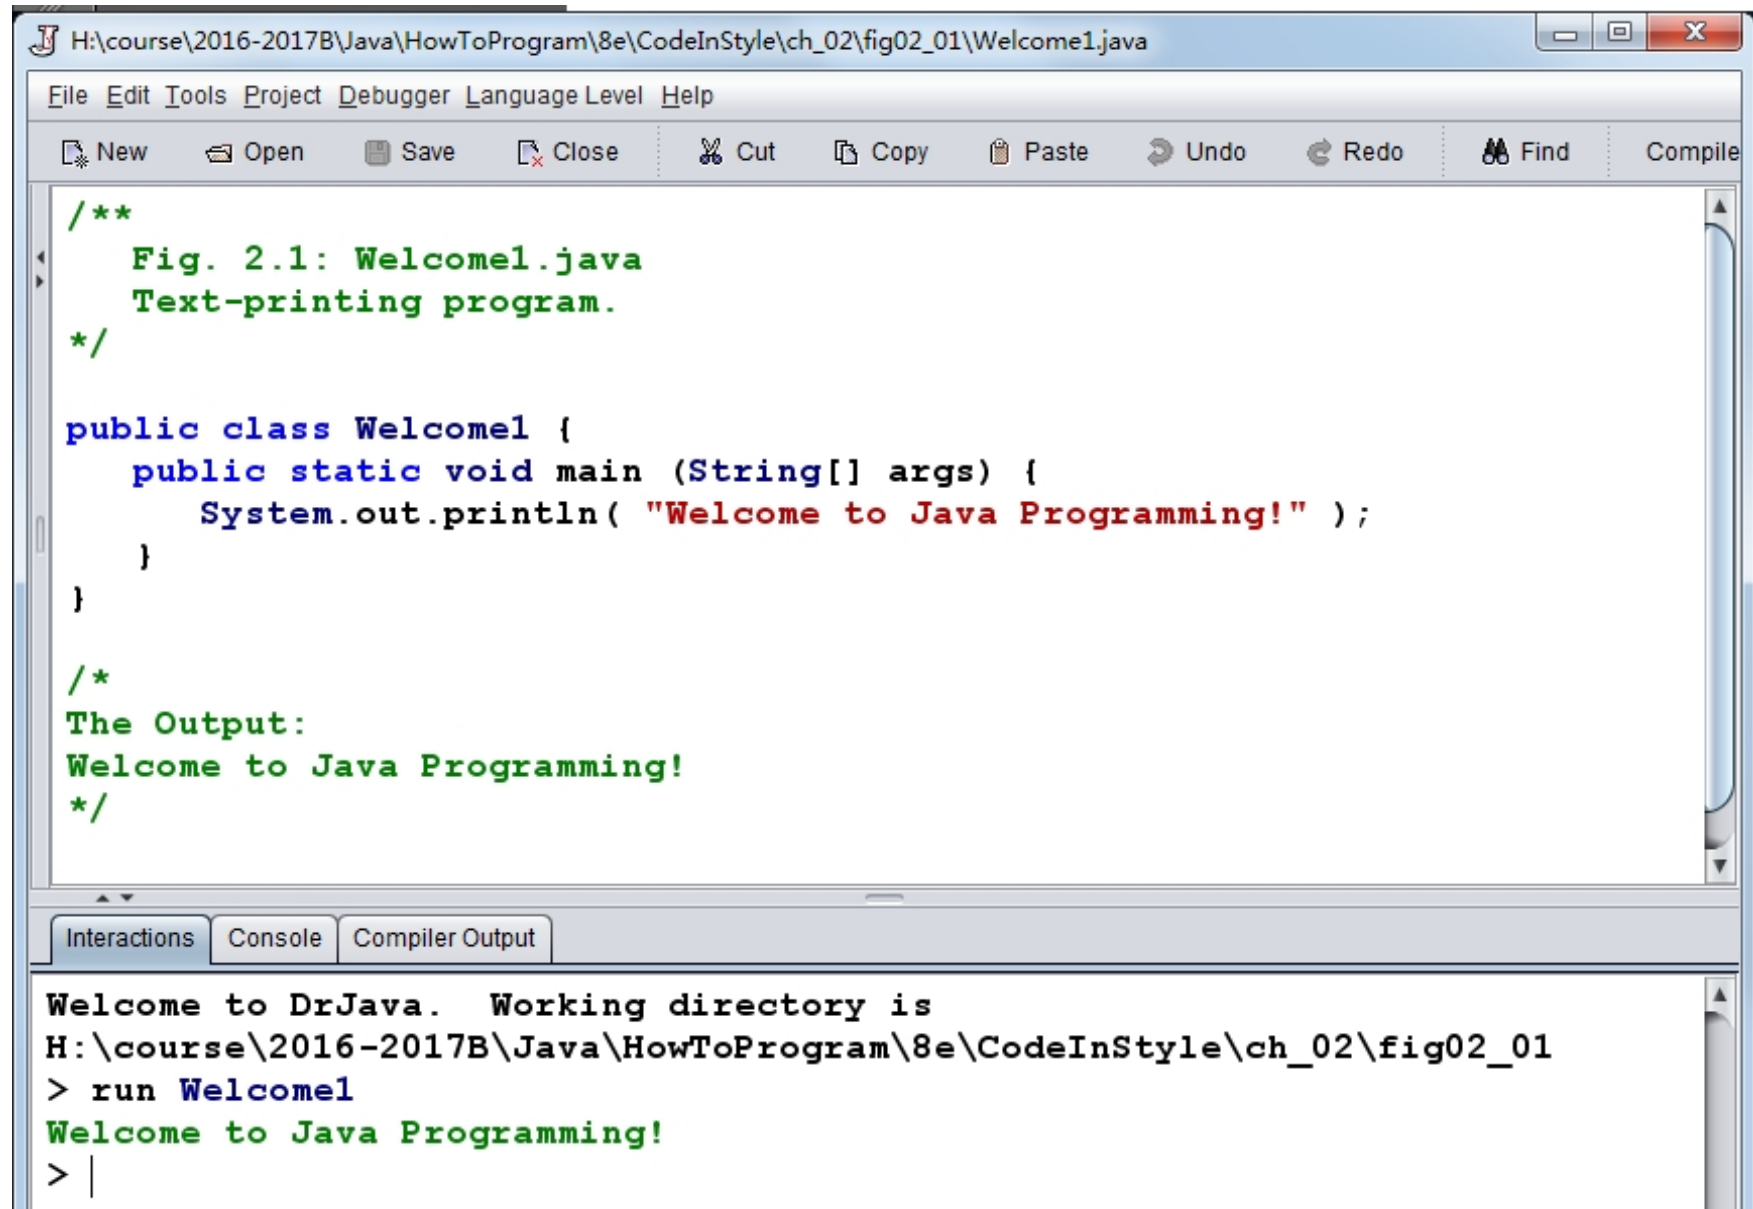 H:\course\2016-2017B\Java\HowToProgram\8e\CodeInStyle\ch_02\fig02_01\Welcome1.java
File Edit Tools Project Debugger Language Level Help
New Open Save Close Cut Copy Paste Undo Redo Find Compile
/**
   Fig. 2.1: Welcome1.java
   Text-printing program.
*/
public class Welcome1 {
   public static void main (String[] args) {
      System.out.println( "Welcome to Java Programming!" );
   }
}
/*
The Output:
Welcome to Java Programming!
*/
Interactions Console Compiler Output
Welcome to DrJava.  Working directory is
H:\course\2016-2017B\Java\HowToProgram\8e\CodeInStyle\ch_02\fig02_01
> run Welcome1
Welcome to Java Programming!
>